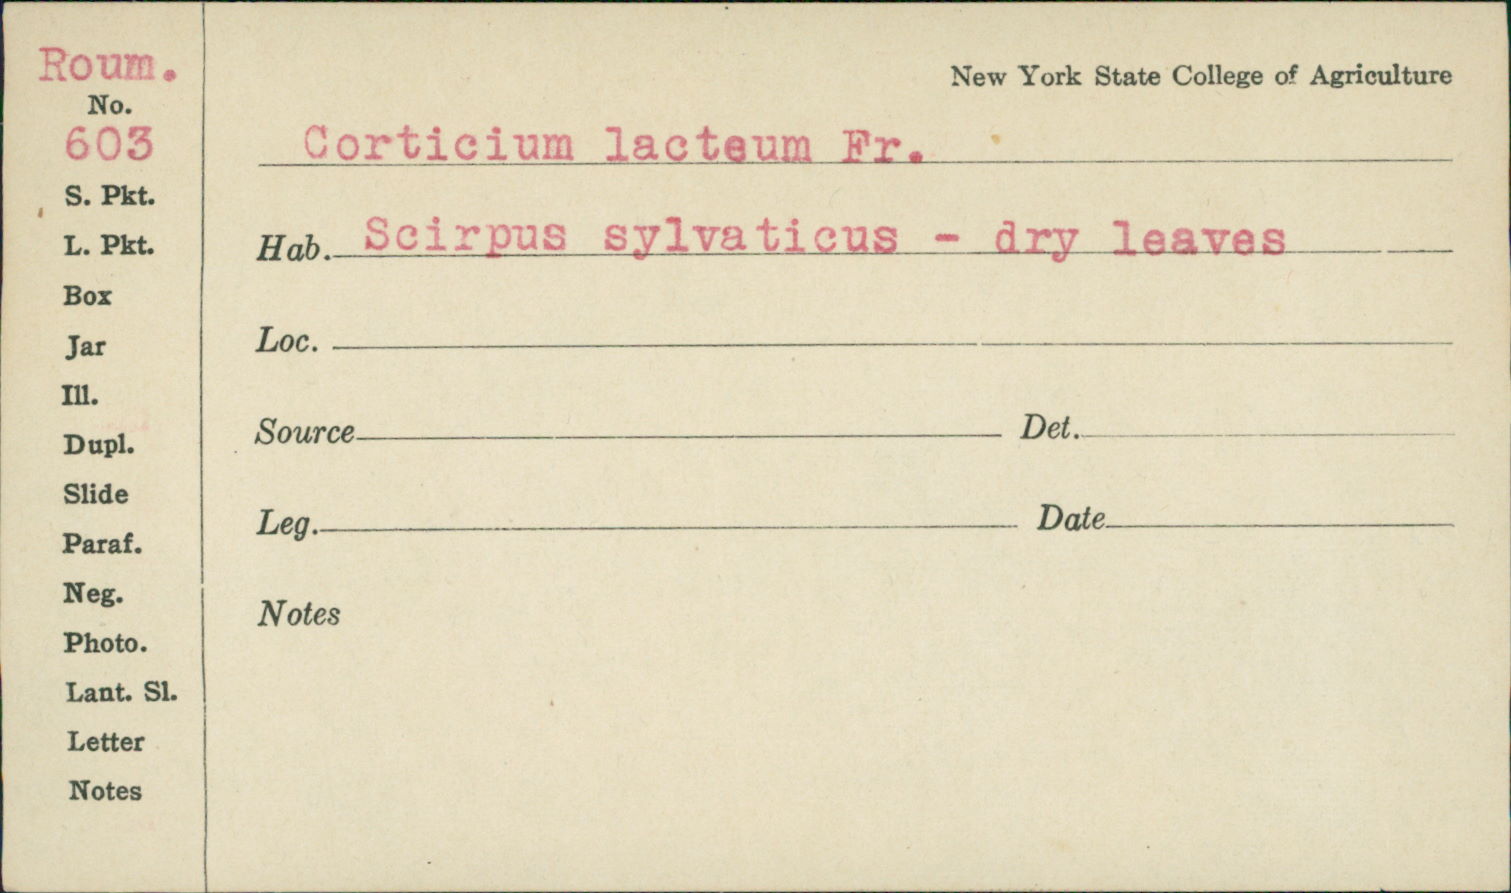 Roum.
No.
603
S. Pkt.
L. Pkt.
Box
Jar
Ill.
Dupl.
Slide
Paraf.
Neg.
Photo.
Lant. Sl.
Letter
Notes
New York State College of Agriculture
Corticium lacteum Fr.
Hab. Scirpus sylvaticus - dry leaves
Loc.
Source Det.
Leg. Date
Notes